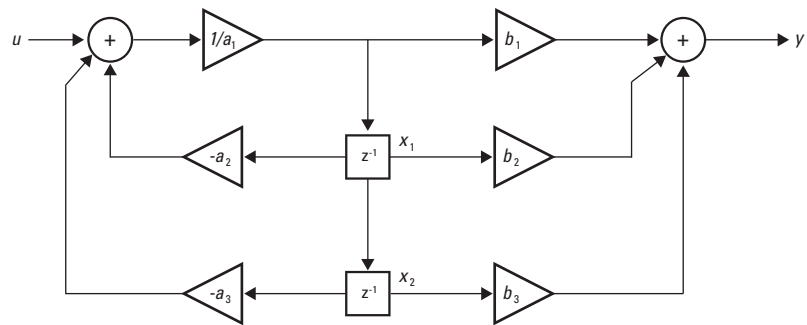 u + 1/a₁ b₁ + y
-a₂ z⁻¹ x₁ b₂
-a₃ z⁻¹ x₂ b₃